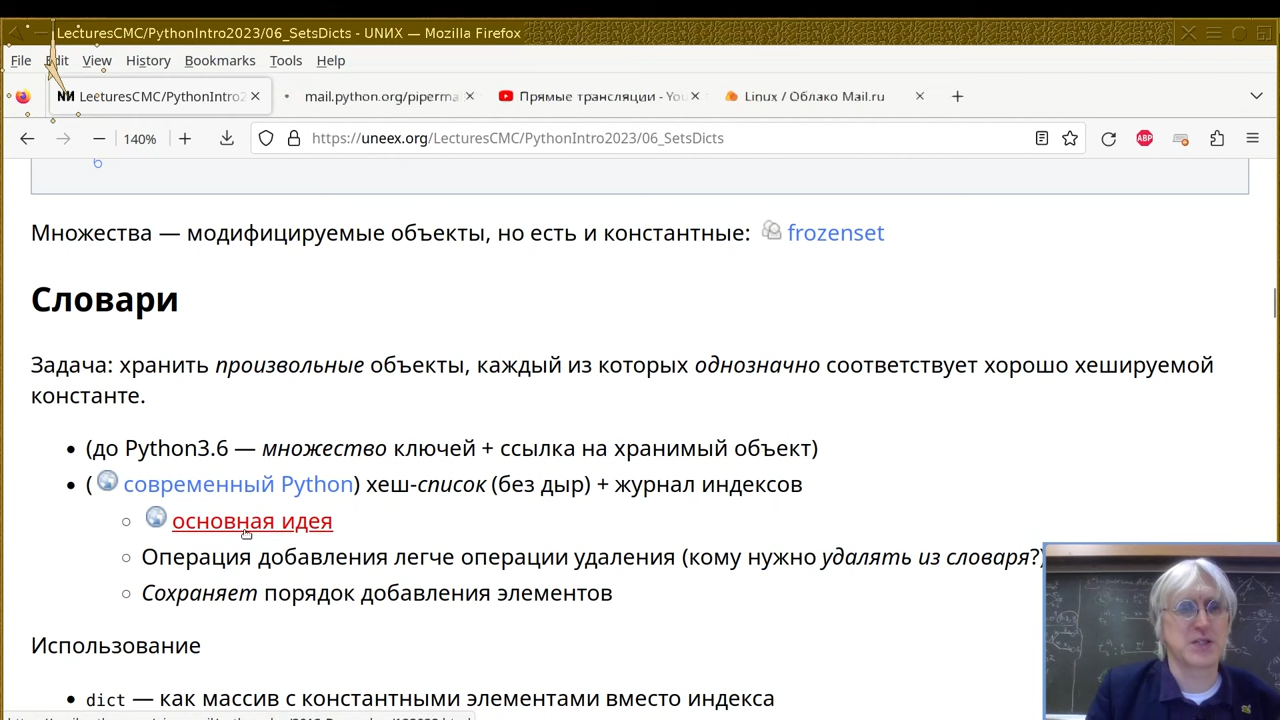 LecturesCMC/PythonIntro2023/06_SetsDicts - UNИX — Mozilla Firefox
File Edit View History Bookmarks Tools Help
NИ LecturesCMC/PythonIntro2 mail.python.org/piperma Прямые трансляции - You Linux / Облако Mail.ru
140% https://uneex.org/LecturesCMC/PythonIntro2023/06_SetsDicts ABP
6
Множества — модифицируемые объекты, но есть и константные: frozenset
Словари
Задача: хранить произвольные объекты, каждый из которых однозначно соответствует хорошо хешируемой
константе.
(до Python3.6 — множество ключей + ссылка на хранимый объект)
( современный Python) хеш-список (без дыр) + журнал индексов
основная идея
Операция добавления легче операции удаления (кому нужно удалять из словаря?)
Сохраняет порядок добавления элементов
Использование
dict — как массив с константными элементами вместо индекса